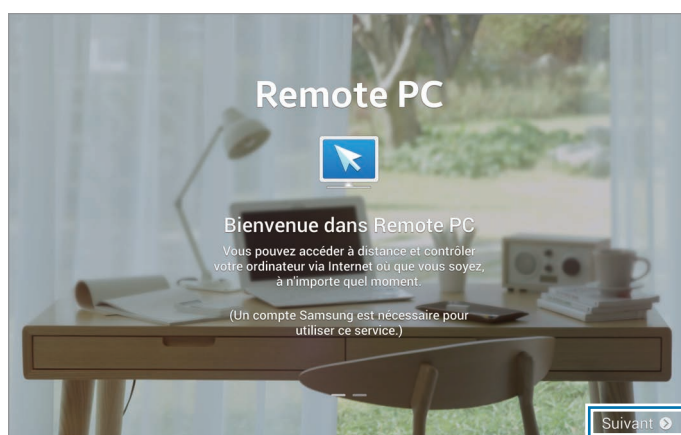 Remote PC
Bienvenue dans Remote PC
Vous pouvez accéder à distance et contrôler
votre ordinateur via Internet où que vous soyez,
à n'importe quel moment.
(Un compte Samsung est nécessaire pour
utiliser ce service.)
Suivant